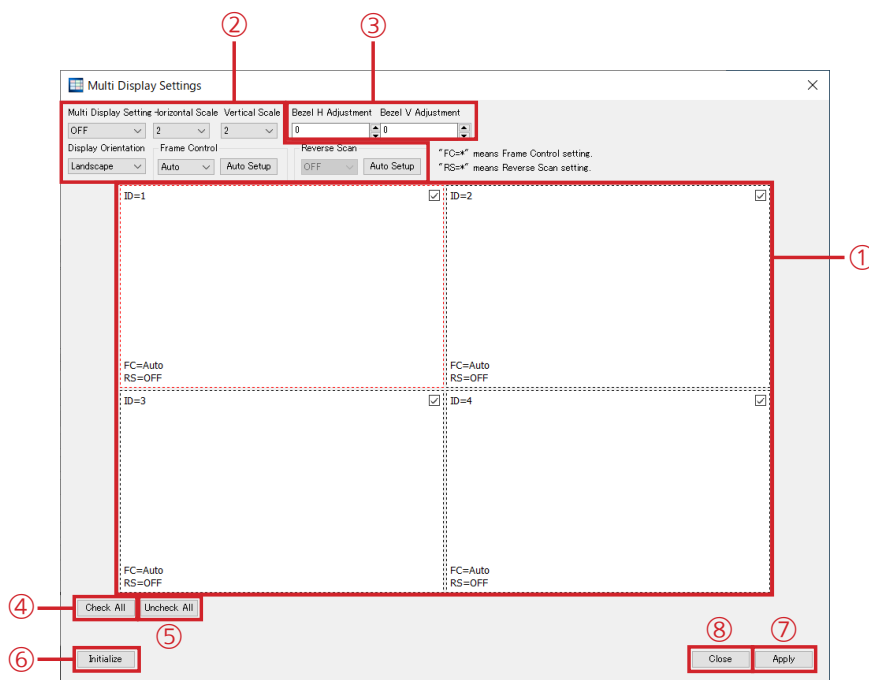 ② ③
Multi Display Settings
Multi Display Setting Horizontal Scale Vertical Scale Bezel H Adjustment Bezel V Adjustment
OFF 2 2 0 0
Display Orientation Frame Control Reverse Scan
"FC=*" means Frame Control setting.
Landscape Auto Auto Setup OFF Auto Setup
"RS=*" means Reverse Scan setting.
ID=1 ID=2
①
FC=Auto FC=Auto
RS=OFF RS=OFF
ID=3 ID=4
FC=Auto FC=Auto
RS=OFF RS=OFF
④ Check All Uncheck All
⑤ ⑧ ⑦
⑥ Initialize Close Apply